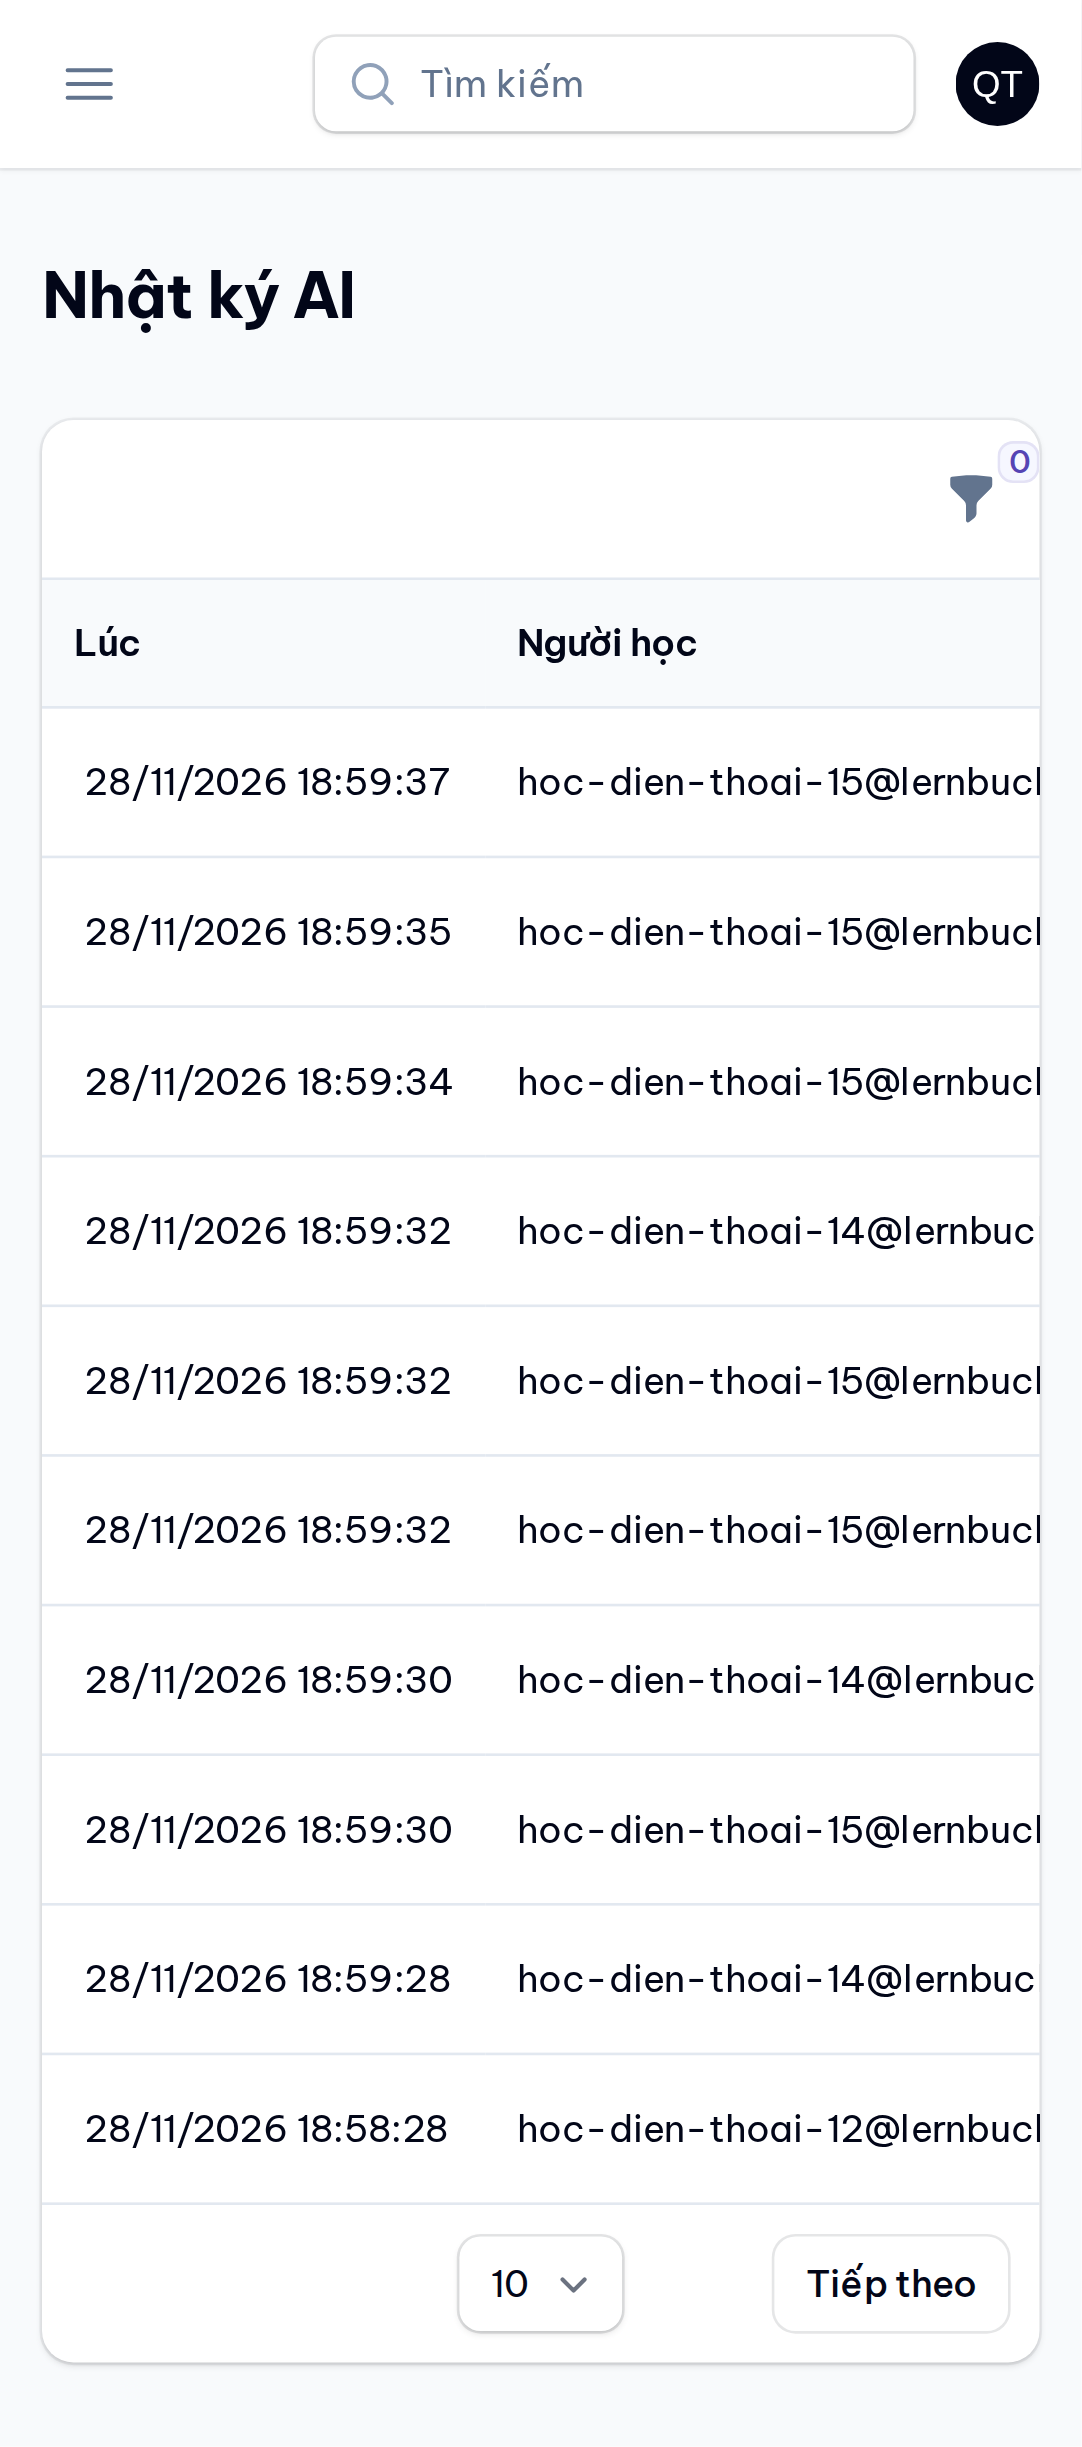 Tìm kiếm
QT
Nhật ký AI
0
Lúc Người học
28/11/2026 18:59:37 hoc-dien-thoai-15@lernbucl
28/11/2026 18:59:35 hoc-dien-thoai-15@lernbucl
28/11/2026 18:59:34 hoc-dien-thoai-15@lernbucl
28/11/2026 18:59:32 hoc-dien-thoai-14@lernbuc
28/11/2026 18:59:32 hoc-dien-thoai-15@lernbucl
28/11/2026 18:59:32 hoc-dien-thoai-15@lernbucl
28/11/2026 18:59:30 hoc-dien-thoai-14@lernbuc
28/11/2026 18:59:30 hoc-dien-thoai-15@lernbucl
28/11/2026 18:59:28 hoc-dien-thoai-14@lernbuc
28/11/2026 18:58:28 hoc-dien-thoai-12@lernbucl
10 Tiếp theo